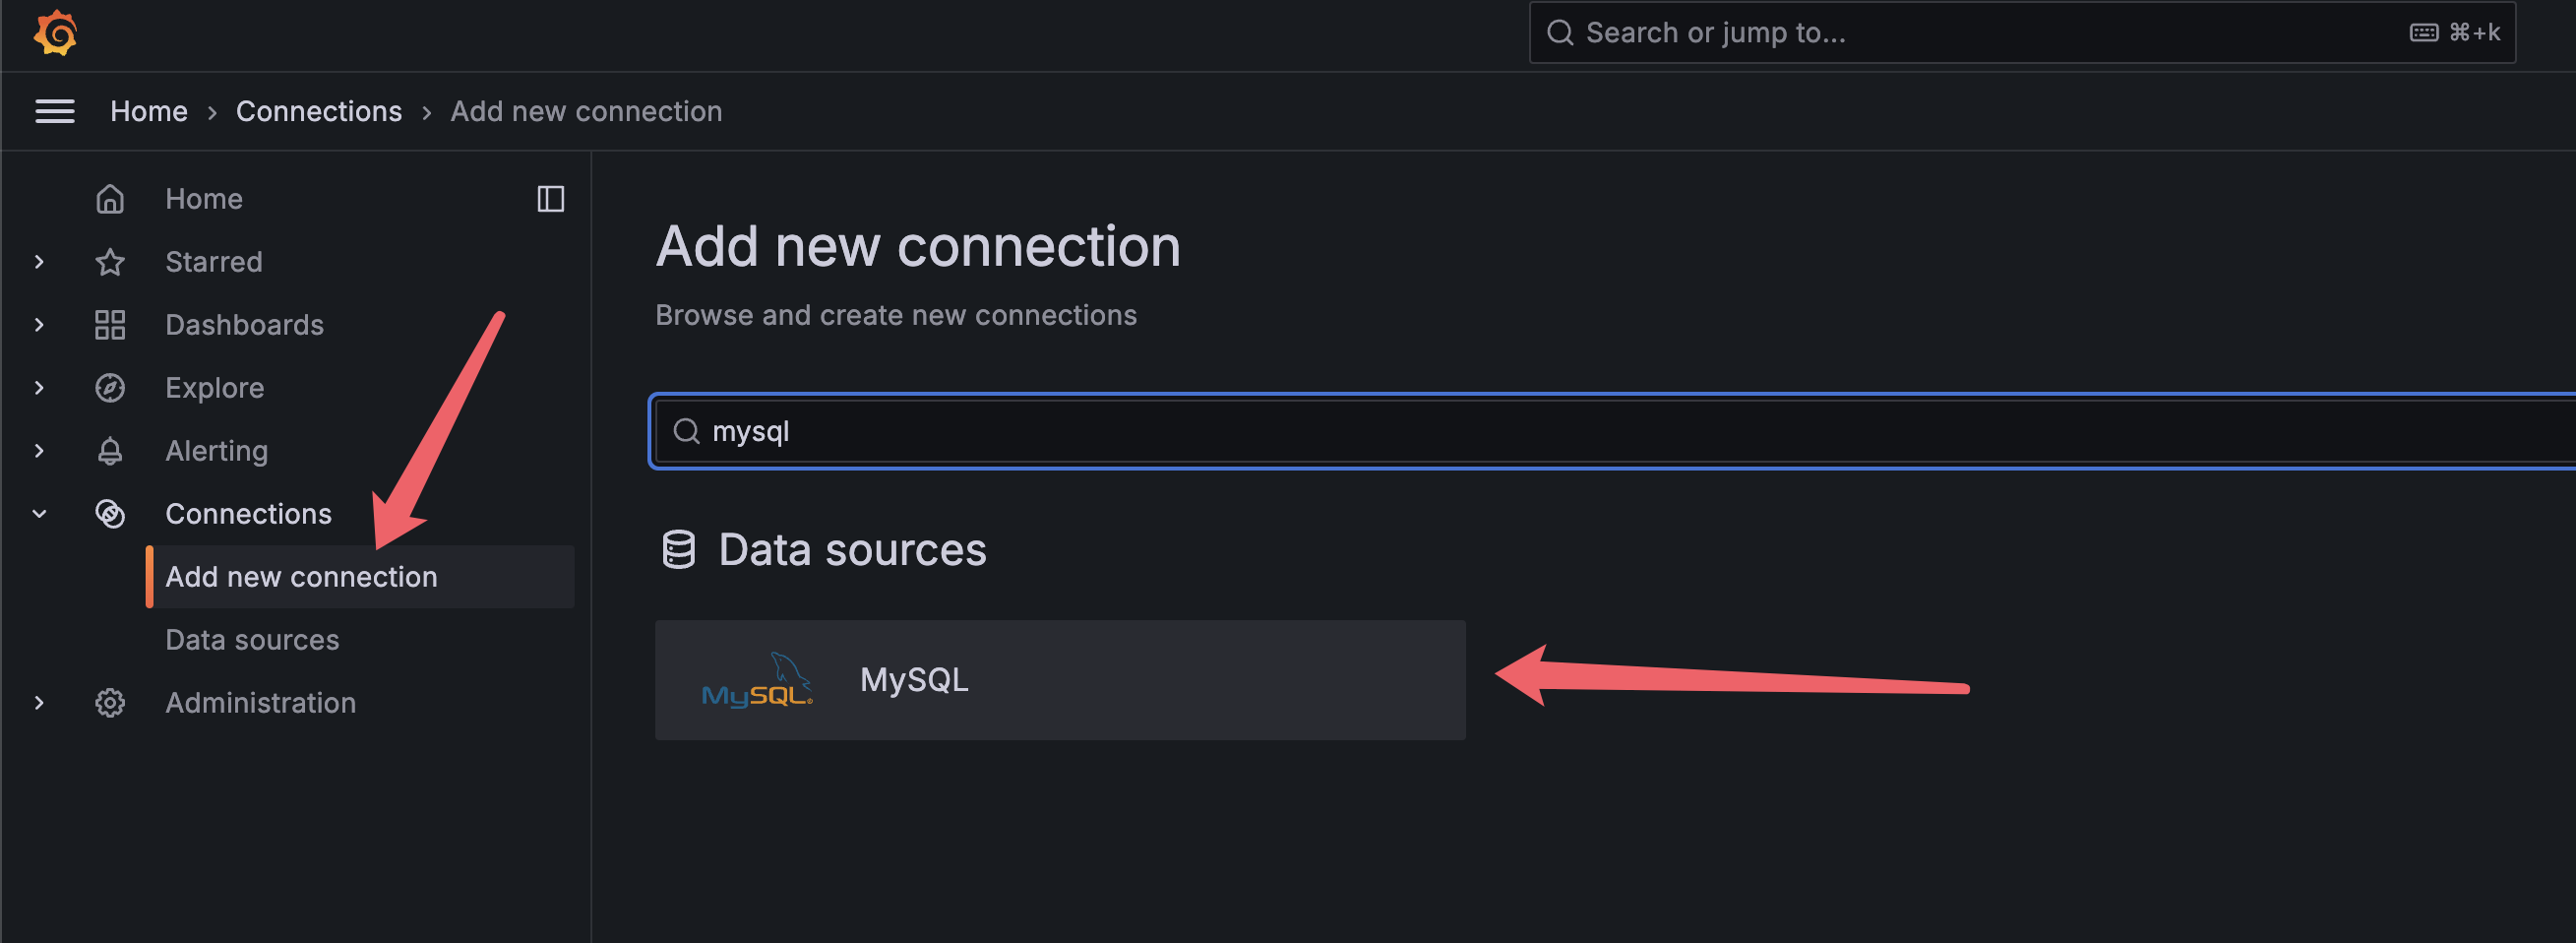 Search or jump to...
⌘+k
Home › Connections › Add new connection
Home
Starred
Dashboards
Explore
Alerting
Connections
Add new connection
Data sources
Administration
Add new connection
Browse and create new connections
mysql
Data sources
MySQL®
MySQL